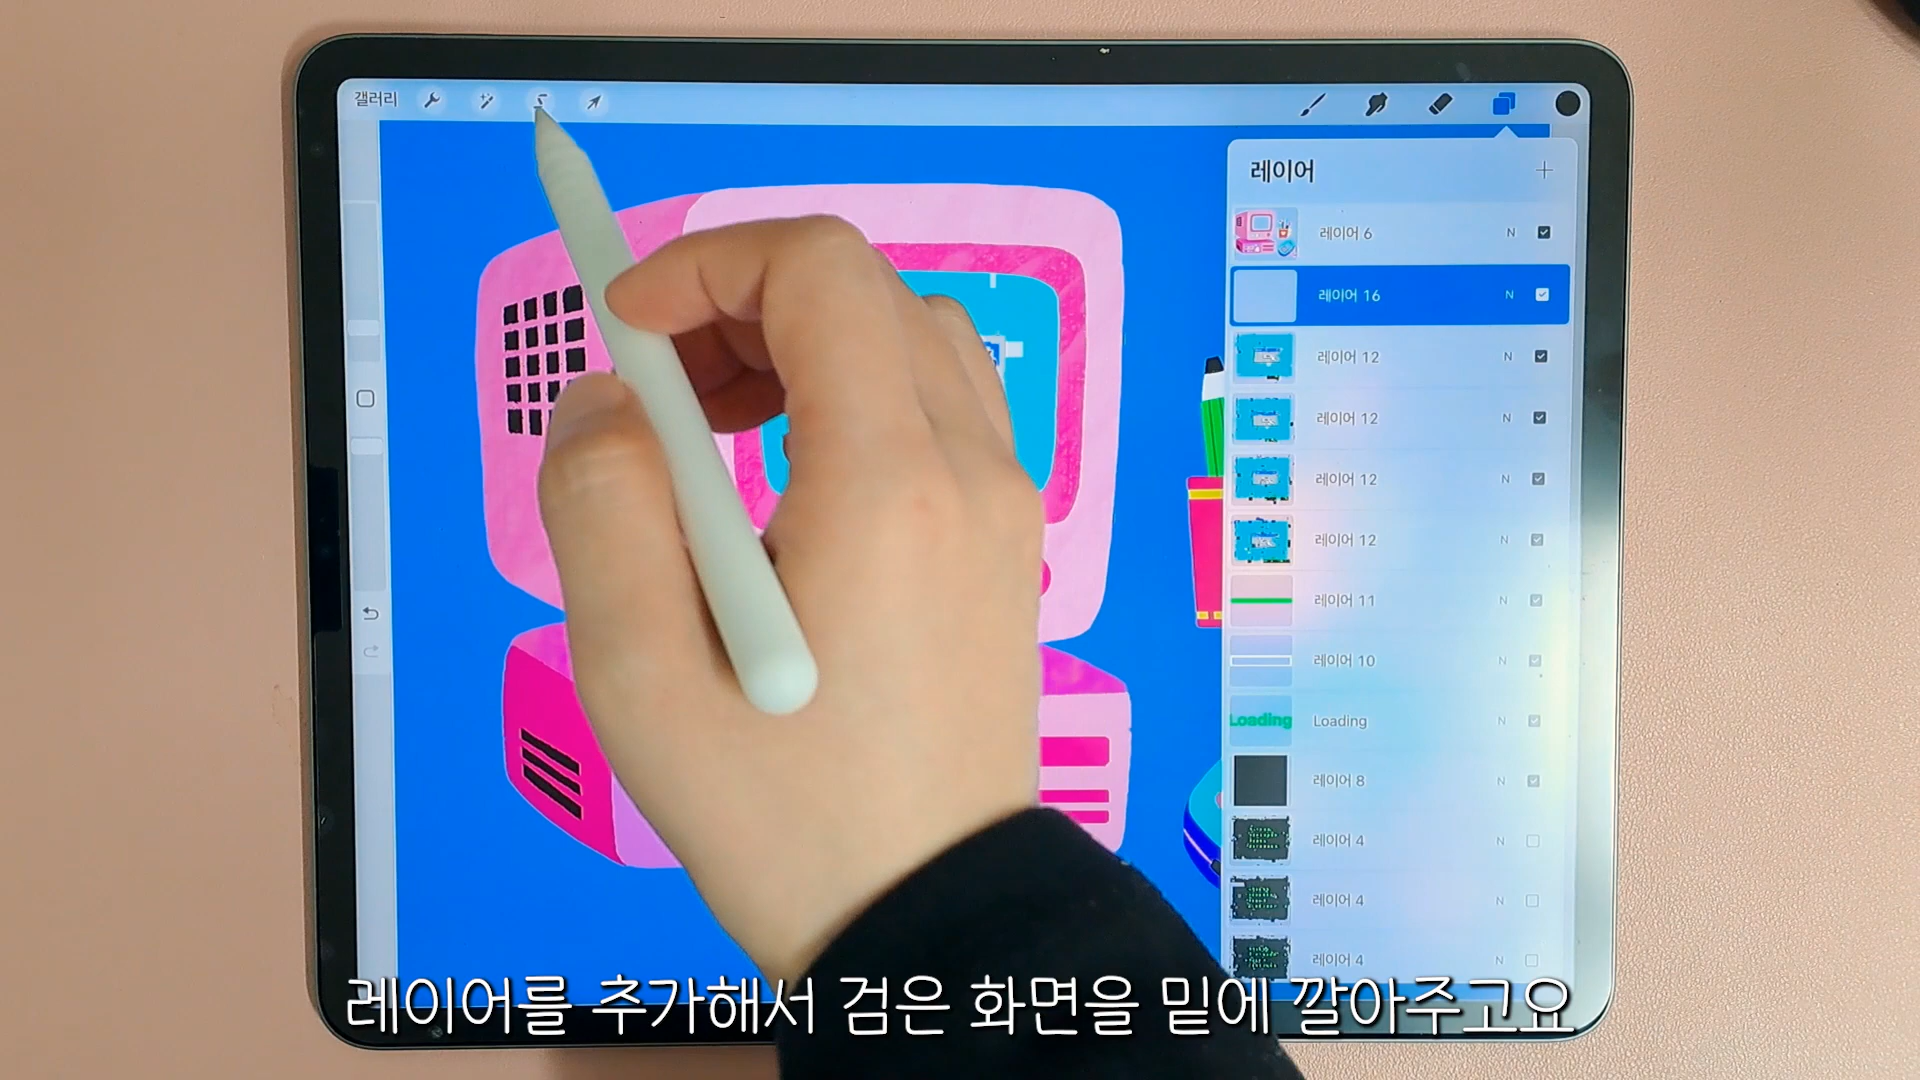 갤러리
레이어
레이어 6 N
레이어 16 N
레이어 12 N
레이어 12 N
레이어 12 N
레이어 12 N
레이어 11 N
레이어 10 N
Loading Loading N
레이어 8 N
레이어 4 N
레이어 4 N
레이어 4 N
레이어를 추가해서 검은 화면을 밑에 깔아주고요